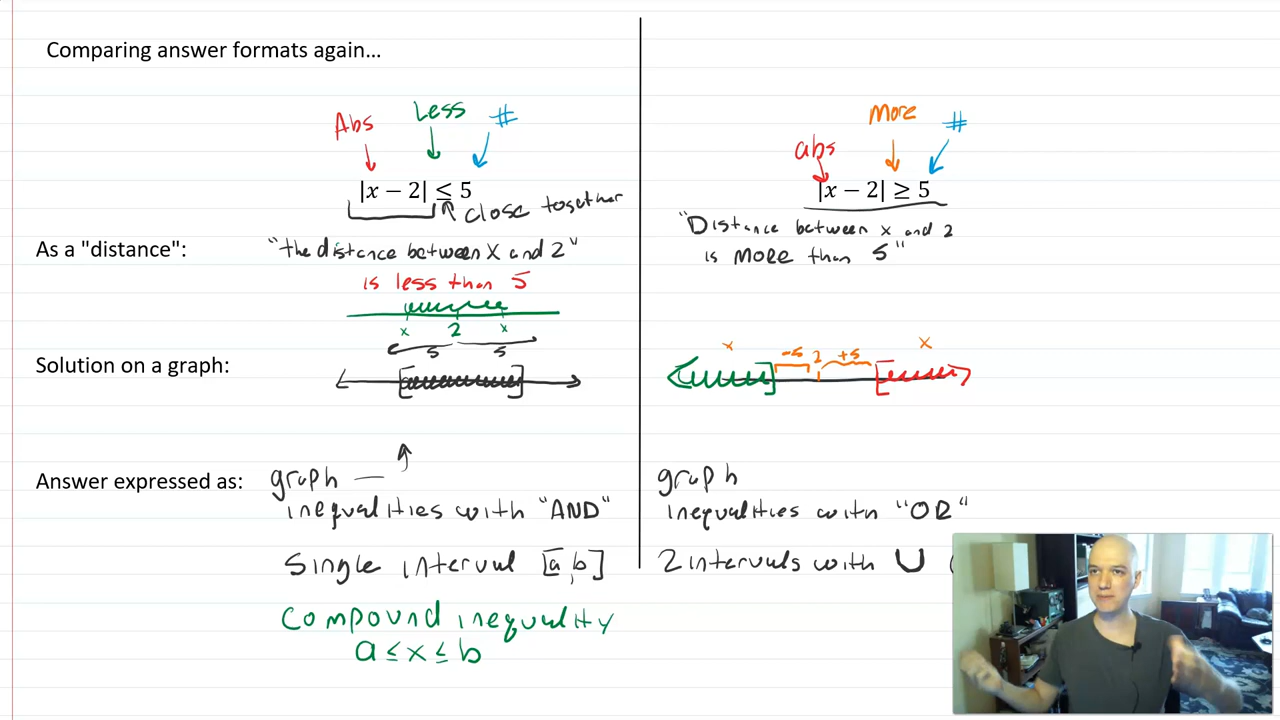 Comparing answer formats again...
Abs Less #
|x − 2| ≤ 5
close together
As a "distance": "the distance between x and 2"
is less than 5
x 2 x
5 5
Solution on a graph:
Answer expressed as: graph
inequalities with "AND"
Single interval [a,b]
Compound inequality
a ≤ x ≤ b
abs More #
|x − 2| ≥ 5
"Distance between x and 2
is more than 5"
x -5 2 +5 x
graph
inequalities with "OR"
2 intervals with ∪